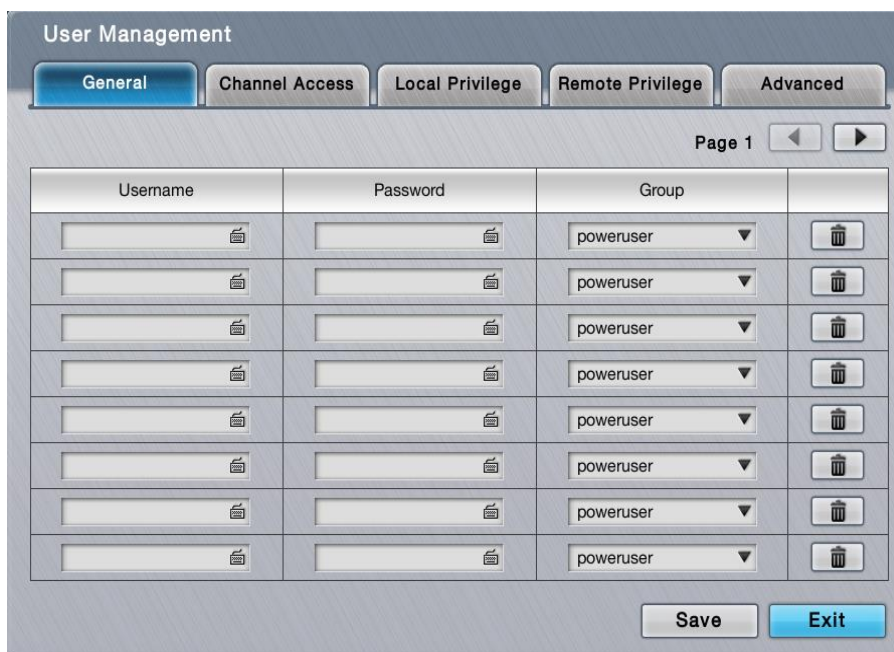 User Management
General Channel Access Local Privilege Remote Privilege Advanced
Page 1
Username Password Group
poweruser
poweruser
poweruser
poweruser
poweruser
poweruser
poweruser
poweruser
Save Exit